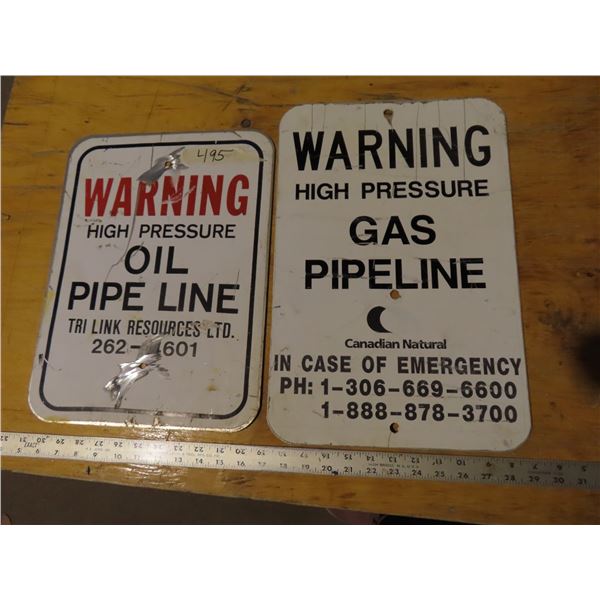 495
WARNING
HIGH PRESSURE
OIL
PIPE LINE
TRI LINK RESOURCES LTD.
WARNING
HIGH PRESSURE
GAS
PIPELINE
Canadian Natural
IN CASE OF EMERGENCY
PH: 1-306-669-6600
1-888-878-3700